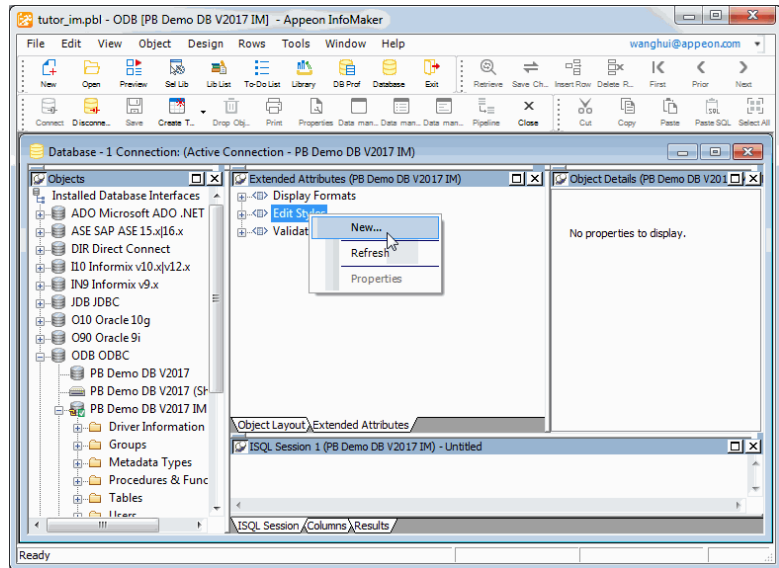 tutor_im.pbl - ODB [PB Demo DB V2017 IM] - Appeon InfoMaker
File Edit View Object Design Rows Tools Window Help wanghui@appeon.com
New Open Preview Sel Lib Lib List To-Do List Library DB Prof Database Exit Retrieve Save Ch... Insert Row Delete R... First Prior Next
Connect Disconne... Save Create T... Drop Obj... Print Properties Data man... Data man... Data man... Pipeline Close Cut Copy Paste Paste SQL Select All
Database - 1 Connection: (Active Connection - PB Demo DB V2017 IM)
Objects
Installed Database Interfaces
ADO Microsoft ADO .NET
ASE SAP ASE 15.x|16.x
DIR Direct Connect
I10 Informix v10.x|v12.x
IN9 Informix v9.x
JDB JDBC
O10 Oracle 10g
O90 Oracle 9i
ODB ODBC
PB Demo DB V2017
PB Demo DB V2017 (Sh
PB Demo DB V2017 IM
Driver Information
Groups
Metadata Types
Procedures & Func
Tables
Users
Extended Attributes (PB Demo DB V2017 IM)
Display Formats
Edit Styles
Validat
New...
Refresh
Properties
Object Layout Extended Attributes
Object Details (PB Demo DB V201
No properties to display.
ISQL Session 1 (PB Demo DB V2017 IM) - Untitled
ISQL Session Columns Results
Ready